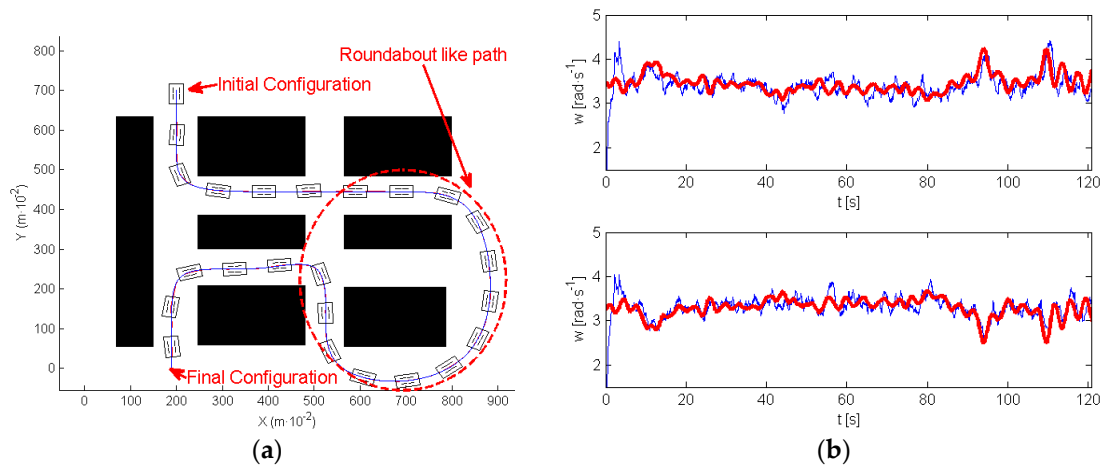 Roundabout like path
Initial Configuration
Final Configuration
800
700
600
500
400
300
200
100
0
Y (m·10⁻²)
0 100 200 300 400 500 600 700 800 900
X (m·10⁻²)
(a)
5
4
3
2
w [rad·s⁻¹]
0 20 40 60 80 100 120
t [s]
5
4
3
2
w [rad·s⁻¹]
0 20 40 60 80 100 120
t [s]
(b)